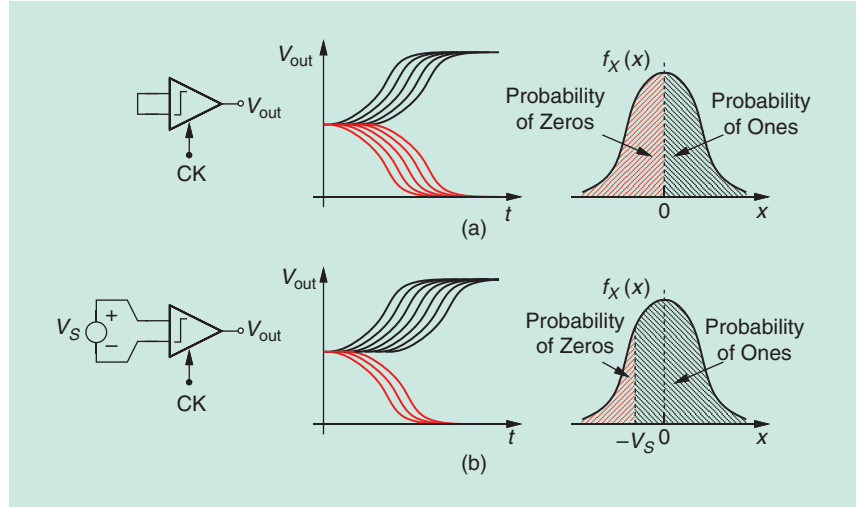 V_out
CK
V_out
t
f_X(x)
Probability of Zeros
Probability of Ones
0
x
(a)
V_S
+
−
V_out
CK
V_out
t
f_X(x)
Probability of Zeros
Probability of Ones
−V_S
0
x
(b)